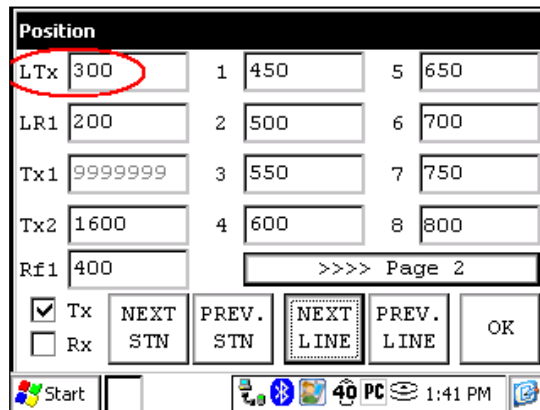 Position
LTx 300 1 450 5 650
LR1 200 2 500 6 700
Tx1 9999999 3 550 7 750
Tx2 1600 4 600 8 800
Rf1 400 >>>> Page 2
Tx NEXT STN PREV. STN NEXT LINE PREV. LINE OK
Rx
Start 40 PC 1:41 PM